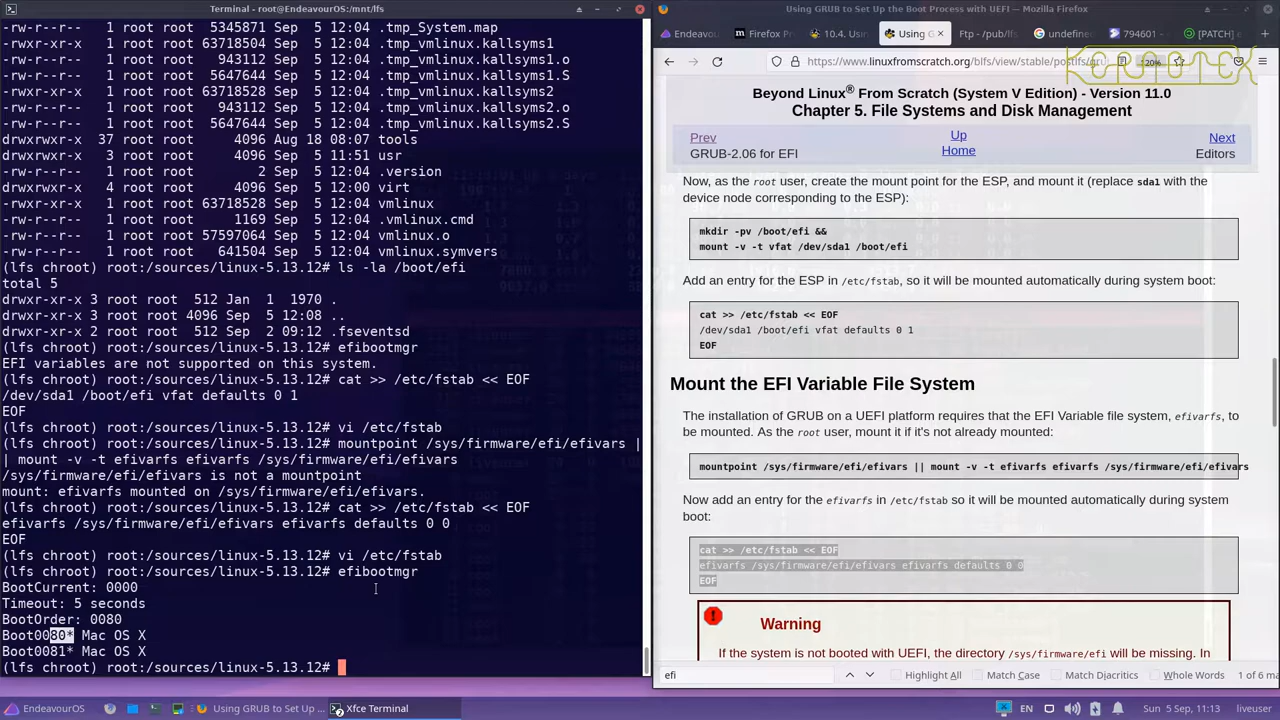 Terminal - root@EndeavourOS:/mnt/lfs
-rw-r--r-- 1 root root 5345871 Sep 5 12:04 .tmp_System.map
-rwxr-xr-x 1 root root 63718504 Sep 5 12:04 .tmp_vmlinux.kallsyms1
-rw-r--r-- 1 root root 943112 Sep 5 12:04 .tmp_vmlinux.kallsyms1.o
-rw-r--r-- 1 root root 5647644 Sep 5 12:04 .tmp_vmlinux.kallsyms1.S
-rwxr-xr-x 1 root root 63718528 Sep 5 12:04 .tmp_vmlinux.kallsyms2
-rw-r--r-- 1 root root 943112 Sep 5 12:04 .tmp_vmlinux.kallsyms2.o
-rw-r--r-- 1 root root 5647644 Sep 5 12:04 .tmp_vmlinux.kallsyms2.S
drwxrwxr-x 37 root root 4096 Aug 18 08:07 tools
drwxrwxr-x 3 root root 4096 Sep 5 11:51 usr
-rw-r--r-- 1 root root 2 Sep 5 12:04 .version
drwxrwxr-x 4 root root 4096 Sep 5 12:00 virt
-rwxr-xr-x 1 root root 63718504 Sep 5 12:04 vmlinux
-rw-r--r-- 1 root root 1169 Sep 5 12:04 .vmlinux.cmd
-rw-r--r-- 1 root root 57597064 Sep 5 12:04 vmlinux.o
-rw-r--r-- 1 root root 641504 Sep 5 12:04 vmlinux.symvers
(lfs chroot) root:/sources/linux-5.13.12# ls -la /boot/efi
total 5
drwxr-xr-x 3 root root 512 Jan 1 1970 .
drwxr-xr-x 3 root root 4096 Sep 5 12:08 ..
drwxr-xr-x 2 root root 512 Sep 2 09:12 .fseventsd
(lfs chroot) root:/sources/linux-5.13.12# efibootmgr
EFI variables are not supported on this system.
(lfs chroot) root:/sources/linux-5.13.12# cat >> /etc/fstab << EOF
/dev/sda1 /boot/efi vfat defaults 0 1
EOF
(lfs chroot) root:/sources/linux-5.13.12# vi /etc/fstab
(lfs chroot) root:/sources/linux-5.13.12# mountpoint /sys/firmware/efi/efivars |
| mount -v -t efivarfs efivarfs /sys/firmware/efi/efivars
/sys/firmware/efi/efivars is not a mountpoint
mount: efivarfs mounted on /sys/firmware/efi/efivars.
(lfs chroot) root:/sources/linux-5.13.12# cat >> /etc/fstab << EOF
efivarfs /sys/firmware/efi/efivars efivarfs defaults 0 0
EOF
(lfs chroot) root:/sources/linux-5.13.12# vi /etc/fstab
(lfs chroot) root:/sources/linux-5.13.12# efibootmgr
BootCurrent: 0000
Timeout: 5 seconds
BootOrder: 0080
Boot0080* Mac OS X
Boot0081* Mac OS X
(lfs chroot) root:/sources/linux-5.13.12#
Using GRUB to Set Up the Boot Process with UEFI — Mozilla Firefox
Endeavour Firefox Pr 10.4. Usin Using G Ftp - /pub/lfs undefined 794601 - [PATCH]
https://www.linuxfromscratch.org/blfs/view/stable/postlfs/gru 120%
Beyond Linux® From Scratch (System V Edition) - Version 11.0
Chapter 5. File Systems and Disk Management
Prev Up Next
GRUB-2.06 for EFI Home Editors
Now, as the root user, create the mount point for the ESP, and mount it (replace sda1 with the
device node corresponding to the ESP):
mkdir -pv /boot/efi &&
mount -v -t vfat /dev/sda1 /boot/efi
Add an entry for the ESP in /etc/fstab, so it will be mounted automatically during system boot:
cat >> /etc/fstab << EOF
/dev/sda1 /boot/efi vfat defaults 0 1
EOF
Mount the EFI Variable File System
The installation of GRUB on a UEFI platform requires that the EFI Variable file system, efivarfs, to
be mounted. As the root user, mount it if it's not already mounted:
mountpoint /sys/firmware/efi/efivars || mount -v -t efivarfs efivarfs /sys/firmware/efi/efivars
Now add an entry for the efivarfs in /etc/fstab so it will be mounted automatically during system
boot:
cat >> /etc/fstab << EOF
efivarfs /sys/firmware/efi/efivars efivarfs defaults 0 0
EOF
Warning
If the system is not booted with UEFI, the directory /sys/firmware/efi will be missing. In
efi Highlight All Match Case Match Diacritics Whole Words 1 of 6 ma
EndeavourOS Using GRUB to Set Up ... Xfce Terminal EN Sun 5 Sep, 11:13 liveuser